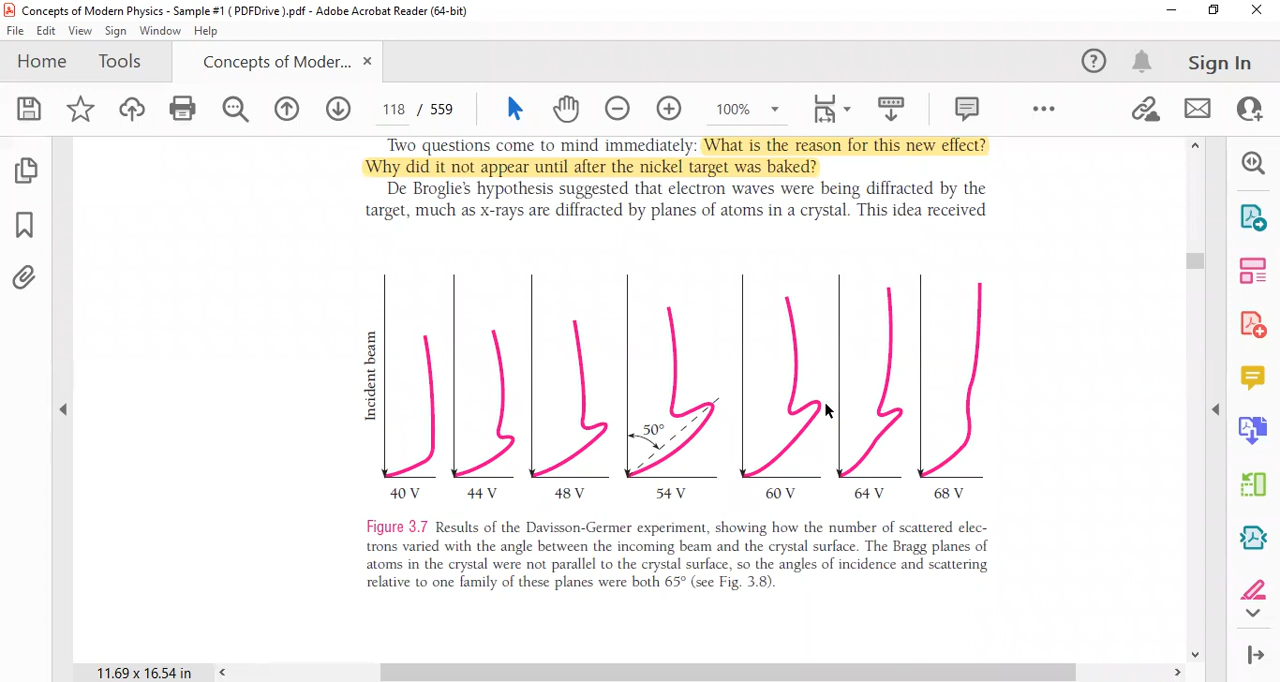 Concepts of Modern Physics - Sample #1 ( PDFDrive ).pdf - Adobe Acrobat Reader (64-bit)
File Edit View Sign Window Help
Home Tools Concepts of Moder... × Sign In
118 / 559 100%
Two questions come to mind immediately: What is the reason for this new effect?
Why did it not appear until after the nickel target was baked?
De Broglie's hypothesis suggested that electron waves were being diffracted by the
target, much as x-rays are diffracted by planes of atoms in a crystal. This idea received
Incident beam
50°
40 V 44 V 48 V 54 V 60 V 64 V 68 V
Figure 3.7 Results of the Davisson-Germer experiment, showing how the number of scattered elec-
trons varied with the angle between the incoming beam and the crystal surface. The Bragg planes of
atoms in the crystal were not parallel to the crystal surface, so the angles of incidence and scattering
relative to one family of these planes were both 65° (see Fig. 3.8).
11.69 x 16.54 in